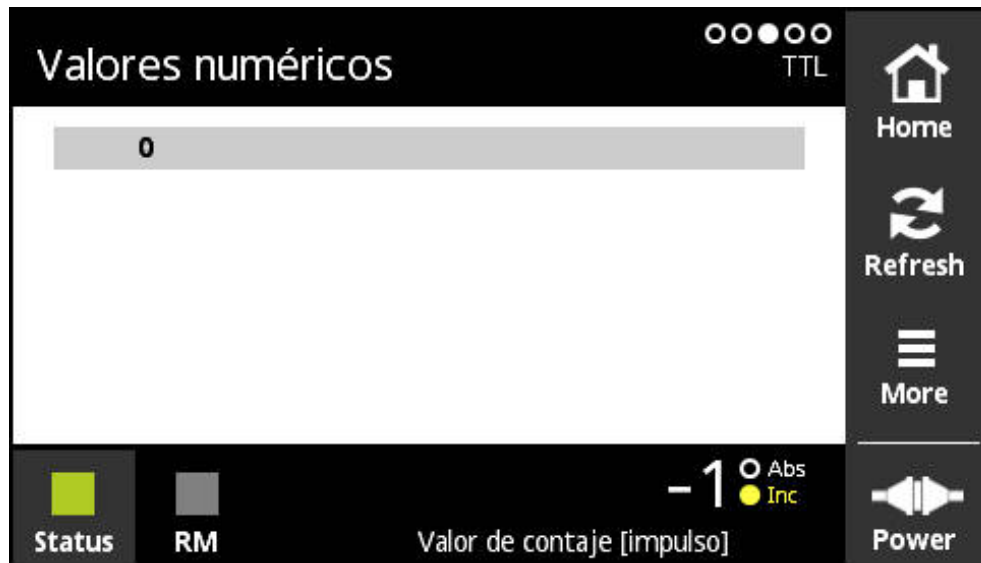 Valores numéricos
TTL
0
Home
Refresh
More
Status
RM
-1
Abs
Inc
Valor de contaje [impulso]
Power